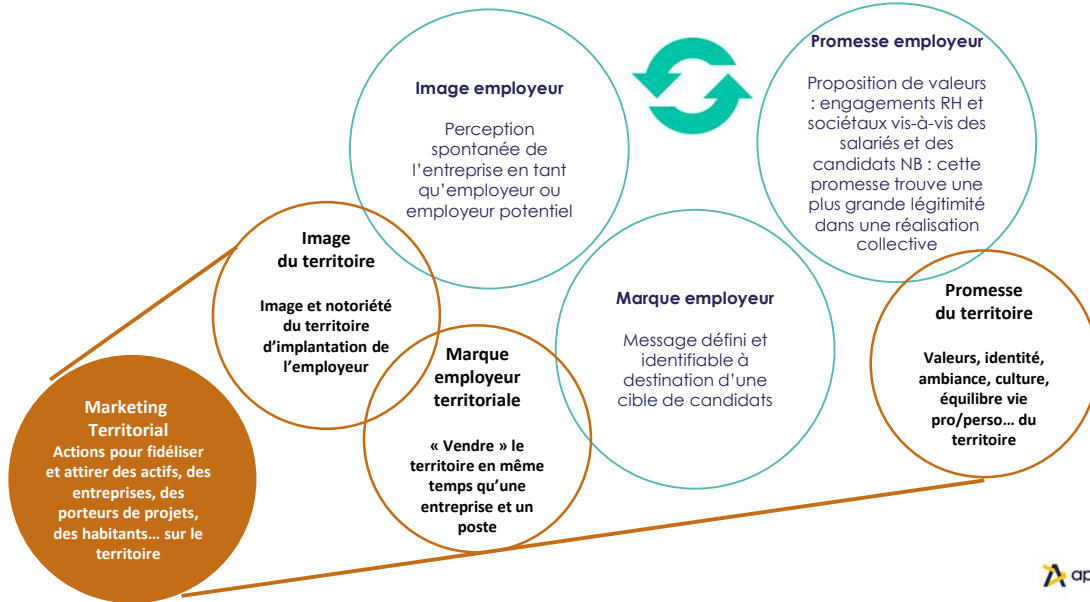 Promesse employeur
Proposition de valeurs
: engagements RH et
sociétaux vis-à-vis des
salariés et des
candidats NB : cette
promesse trouve une
plus grande légitimité
dans une réalisation
collective
Image employeur
Perception
spontanée de
l’entreprise en tant
qu’employeur ou
employeur potentiel
Image
du territoire
Image et notoriété
du territoire
d’implantation de
l’employeur
Marque employeur
Message défini et
identifiable à
destination d’une
cible de candidats
Promesse
du territoire
Valeurs, identité,
ambiance, culture,
équilibre vie
pro/perso… du
territoire
Marque
employeur
territoriale
« Vendre » le
territoire en même
temps qu’une
entreprise et un
poste
Marketing
Territorial
Actions pour fidéliser
et attirer des actifs, des
entreprises, des
porteurs de projets,
des habitants… sur le
territoire